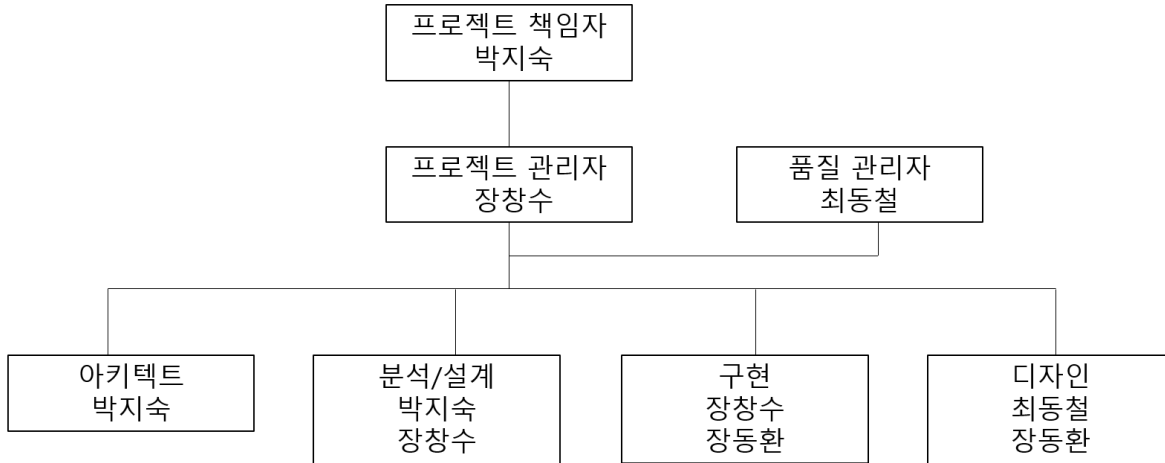 프로젝트 책임자
박지숙
프로젝트 관리자
장창수
품질 관리자
최동철
아키텍트
박지숙
분석/설계
박지숙
장창수
구현
장창수
장동환
디자인
최동철
장동환